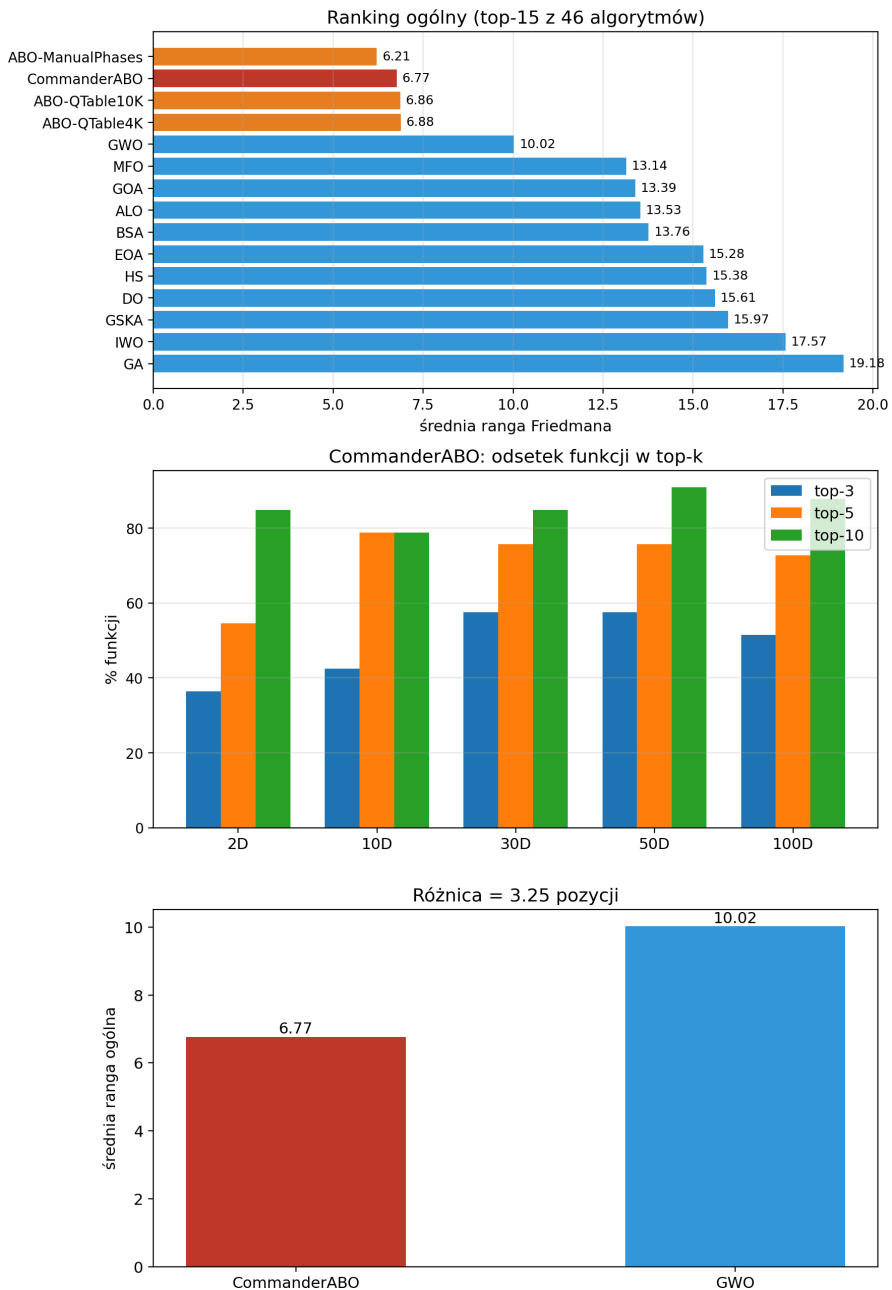 Ranking ogólny (top-15 z 46 algorytmów)
ABO-ManualPhases 6.21
CommanderABO 6.77
ABO-QTable10K 6.86
ABO-QTable4K 6.88
GWO 10.02
MFO 13.14
GOA 13.39
ALO 13.53
BSA 13.76
EOA 15.28
HS 15.38
DO 15.61
GSKA 15.97
IWO 17.57
GA 19.18
0.0 2.5 5.0 7.5 10.0 12.5 15.0 17.5 20.0
średnia ranga Friedmana
CommanderABO: odsetek funkcji w top-k
top-3
top-5
top-10
% funkcji
80
60
40
20
0
2D 10D 30D 50D 100D
Różnica = 3.25 pozycji
średnia ranga ogólna
10
8
6
4
2
0
6.77
10.02
CommanderABO GWO